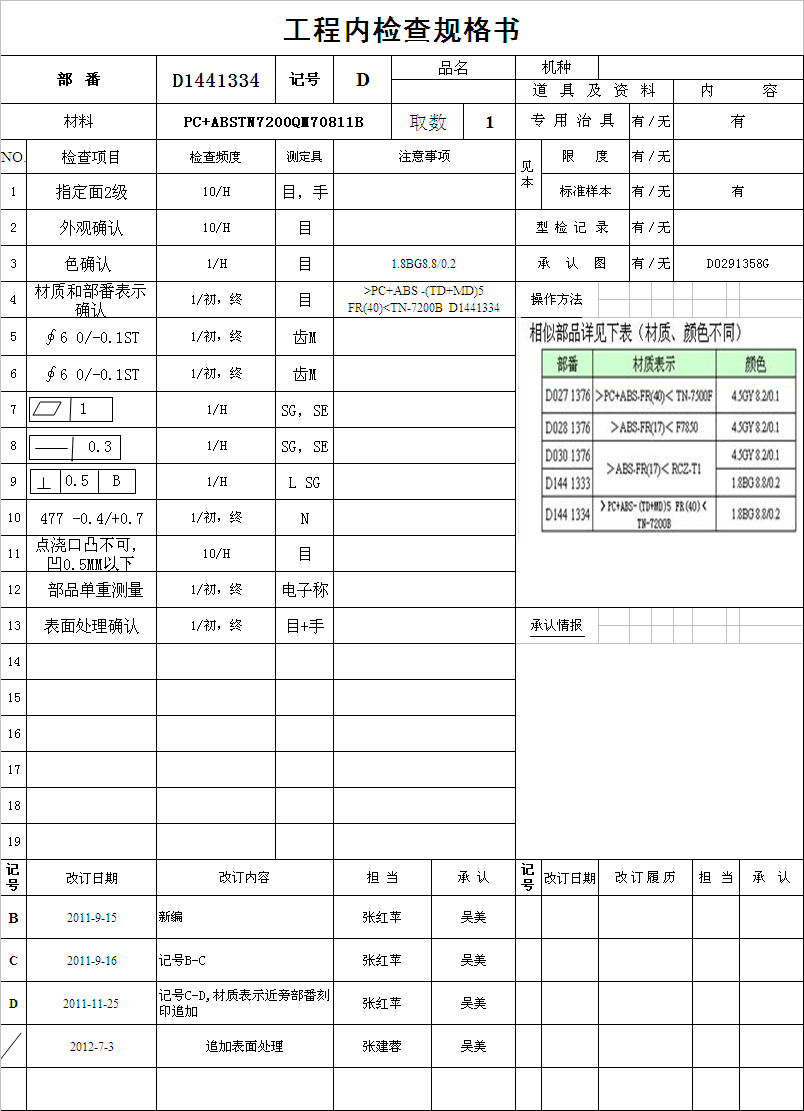 工程内检查规格书
部 番 D1441334 记号 D 品名 机种
道 具 及 资 料 内 容
材料 PC+ABSTN7200QM70811B 取数 1 专 用 治 具 有/无 有
NO. 检查项目 检查频度 测定具 注意事项 见本 限 度 有/无
1 指定面2级 10/H 目,手 标准样本 有/无 有
2 外观确认 10/H 目 型 检 记 录 有/无
3 色确认 1/H 目 1.8BG8.8/0.2 承 认 图 有/无 D0291358G
4 材质和部番表示确认 1/初,终 目 >PC+ABS -(TD+MD)5
FR(40)<TN-7200B D1441334
操作方法
5 ∮6 0/-0.1ST 1/初,终 齿M
6 ∮6 0/-0.1ST 1/初,终 齿M
7 ▱ 1 1/H SG, SE
8 — 0.3 1/H SG, SE
9 ⊥ 0.5 B 1/H L SG
10 477 -0.4/+0.7 1/初,终 N
11 点浇口凸不可,
凹0.5MM以下 10/H 目
12 部品单重测量 1/初,终 电子称
13 表面处理确认 1/初,终 目+手
14
15
16
17
18
19
相似部品详见下表(材质、颜色不同)
部番 材质表示 颜色
D027 1376 >PC+ABS-FR(40)< TN-7500F 4.5GY 8.2/0.1
D028 1376 >ABS-FR(17)< F7850 4.5GY 8.2/0.1
D030 1376 >ABS-FR(17)< RCZ-T1 4.5GY 8.2/0.1
D144 1333 1.8BG 8.8/0.2
D144 1334 >PC+ABS-(TD+MD)5 FR(40)<
TN-7200B 1.8BG 8.8/0.2
承认情报
记号 改订日期 改订内容 担 当 承 认 记号 改订日期 改 订 履 历 担 当 承 认
B 2011-9-15 新编 张红苹 吴美
C 2011-9-16 记号B-C 张红苹 吴美
D 2011-11-25 记号C-D,材质表示近旁部番刻
印追加 张红苹 吴美
2012-7-3 追加表面处理 张建蓉 吴美